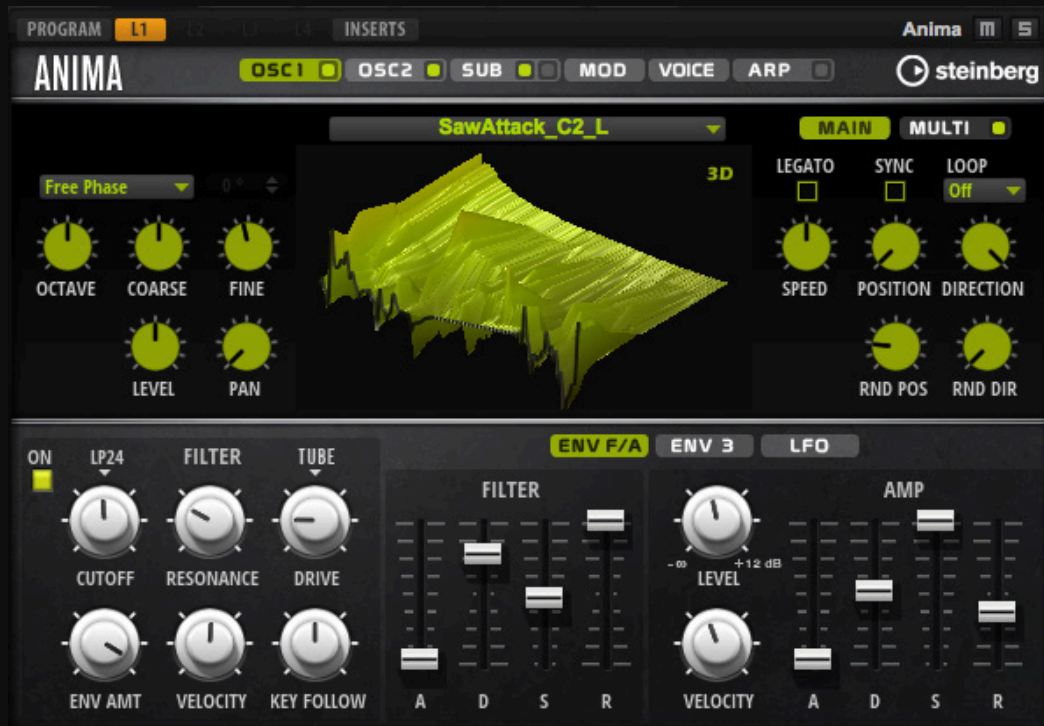 PROGRAM L1 L2 L3 L4 INSERTS Anima M S
ANIMA OSC1 OSC2 SUB MOD VOICE ARP steinberg
SawAttack_C2_L MAIN MULTI
3D LEGATO SYNC LOOP
Free Phase 0 ° Off
OCTAVE COARSE FINE SPEED POSITION DIRECTION
LEVEL PAN RND POS RND DIR
ENV F/A ENV 3 LFO
ON LP24 FILTER TUBE
FILTER AMP
CUTOFF RESONANCE DRIVE -∞ LEVEL +12 dB
ENV AMT VELOCITY KEY FOLLOW A D S R VELOCITY A D S R